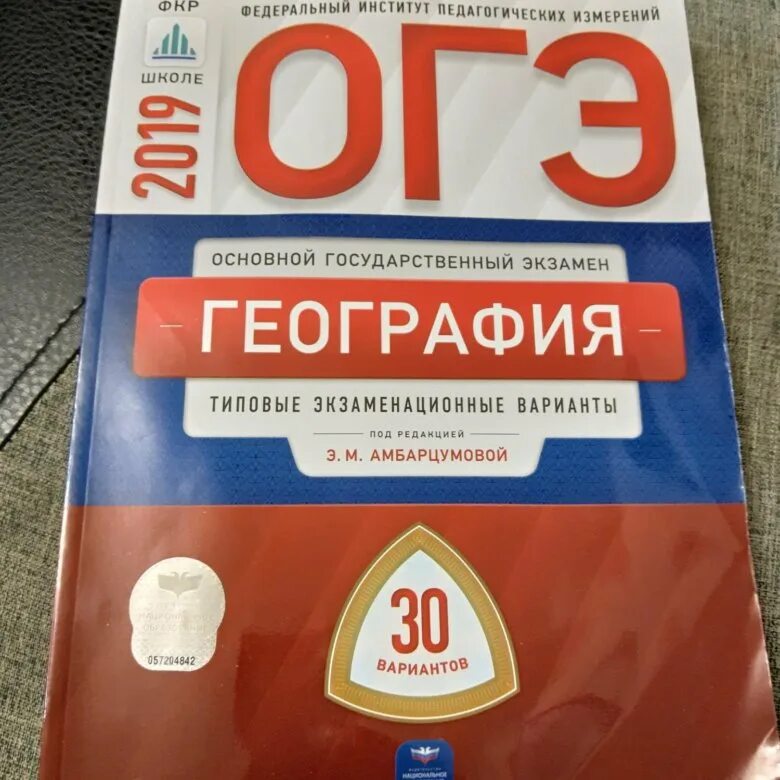 ФКР
ШКОЛЕ
2019
ФЕДЕРАЛЬНЫЙ ИНСТИТУТ ПЕДАГОГИЧЕСКИХ ИЗМЕРЕНИЙ
ОГЭ
ОСНОВНОЙ ГОСУДАРСТВЕННЫЙ ЭКЗАМЕН
— ГЕОГРАФИЯ —
ТИПОВЫЕ ЭКЗАМЕНАЦИОННЫЕ ВАРИАНТЫ
ПОД РЕДАКЦИЕЙ
Э. М. АМБАРЦУМОВОЙ
30
ВАРИАНТОВ
057204842
НАЦИОНАЛЬНОЕ